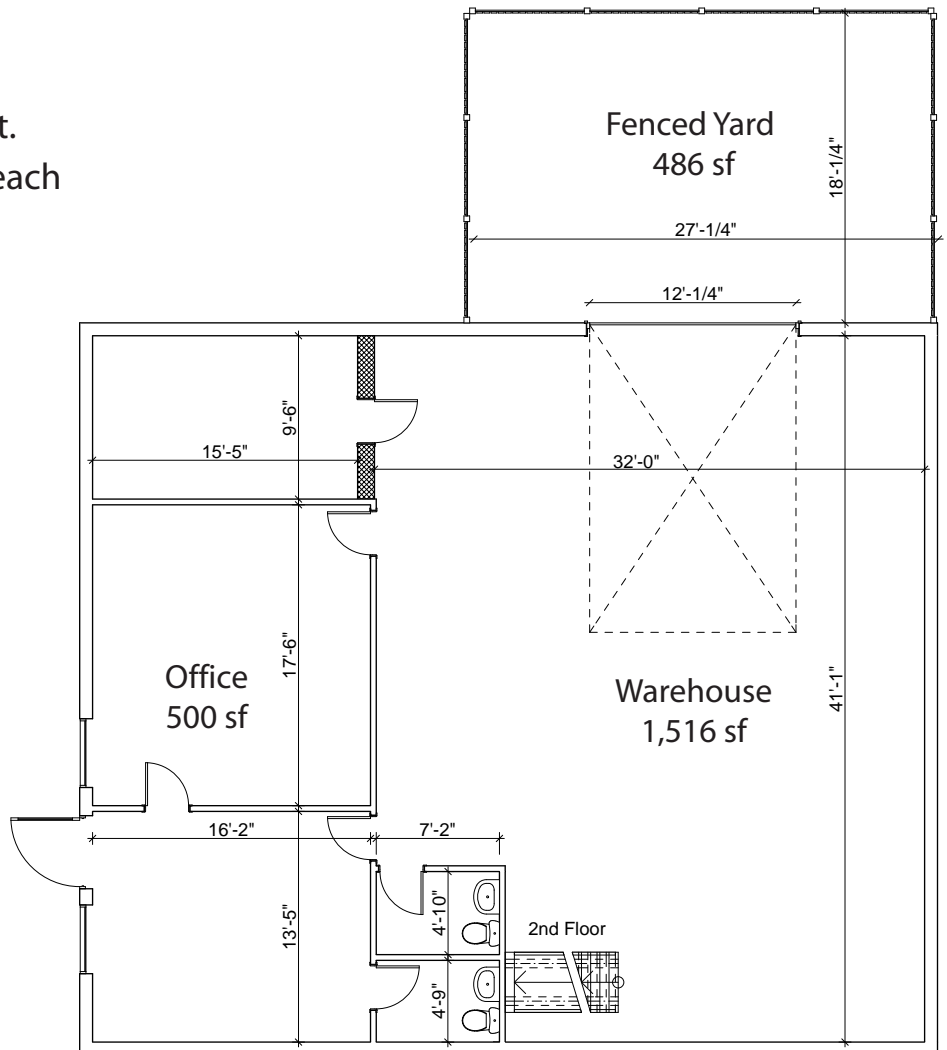 t.
each
Fenced Yard
486 sf
18'-1/4"
27'-1/4"
12'-1/4"
9'-6"
15'-5"
32'-0"
17'-6"
Office
500 sf
Warehouse
1,516 sf
41'-1"
16'-2"
7'-2"
13'-5"
4'-10"
2nd Floor
4'-9"